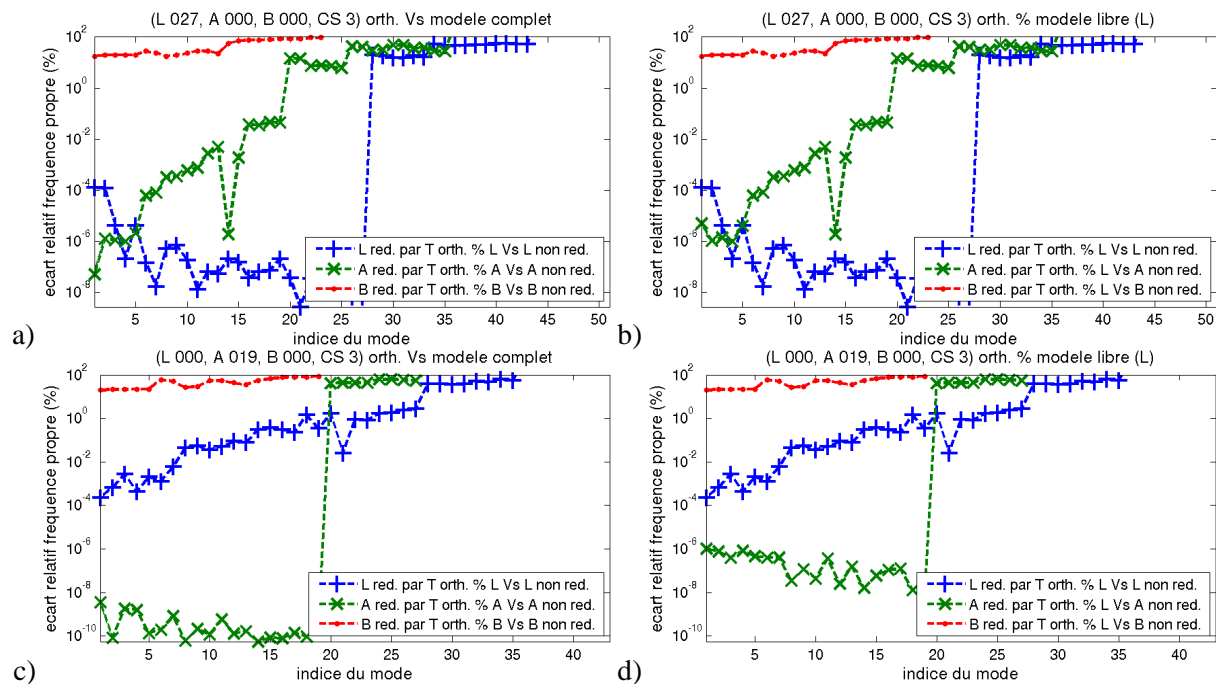 (L 027, A 000, B 000, CS 3) orth. Vs modele complet
ecart relatif frequence propre (%)
10^2
10^0
10^-2
10^-4
10^-6
10^-8
L red. par T orth. % L Vs L non red.
A red. par T orth. % A Vs A non red.
B red. par T orth. % B Vs B non red.
5 10 15 20 25 30 35 40 45 50
indice du mode
a)
(L 027, A 000, B 000, CS 3) orth. % modele libre (L)
ecart relatif frequence propre (%)
10^2
10^0
10^-2
10^-4
10^-6
10^-8
L red. par T orth. % L Vs L non red.
A red. par T orth. % L Vs A non red.
B red. par T orth. % L Vs B non red.
5 10 15 20 25 30 35 40 45 50
indice du mode
b)
(L 000, A 019, B 000, CS 3) orth. Vs modele complet
ecart relatif frequence propre (%)
10^2
10^0
10^-2
10^-4
10^-6
10^-8
10^-10
L red. par T orth. % L Vs L non red.
A red. par T orth. % A Vs A non red.
B red. par T orth. % B Vs B non red.
5 10 15 20 25 30 35 40
indice du mode
c)
(L 000, A 019, B 000, CS 3) orth. % modele libre (L)
ecart relatif frequence propre (%)
10^2
10^0
10^-2
10^-4
10^-6
10^-8
10^-10
L red. par T orth. % L Vs L non red.
A red. par T orth. % L Vs A non red.
B red. par T orth. % L Vs B non red.
5 10 15 20 25 30 35 40
indice du mode
d)